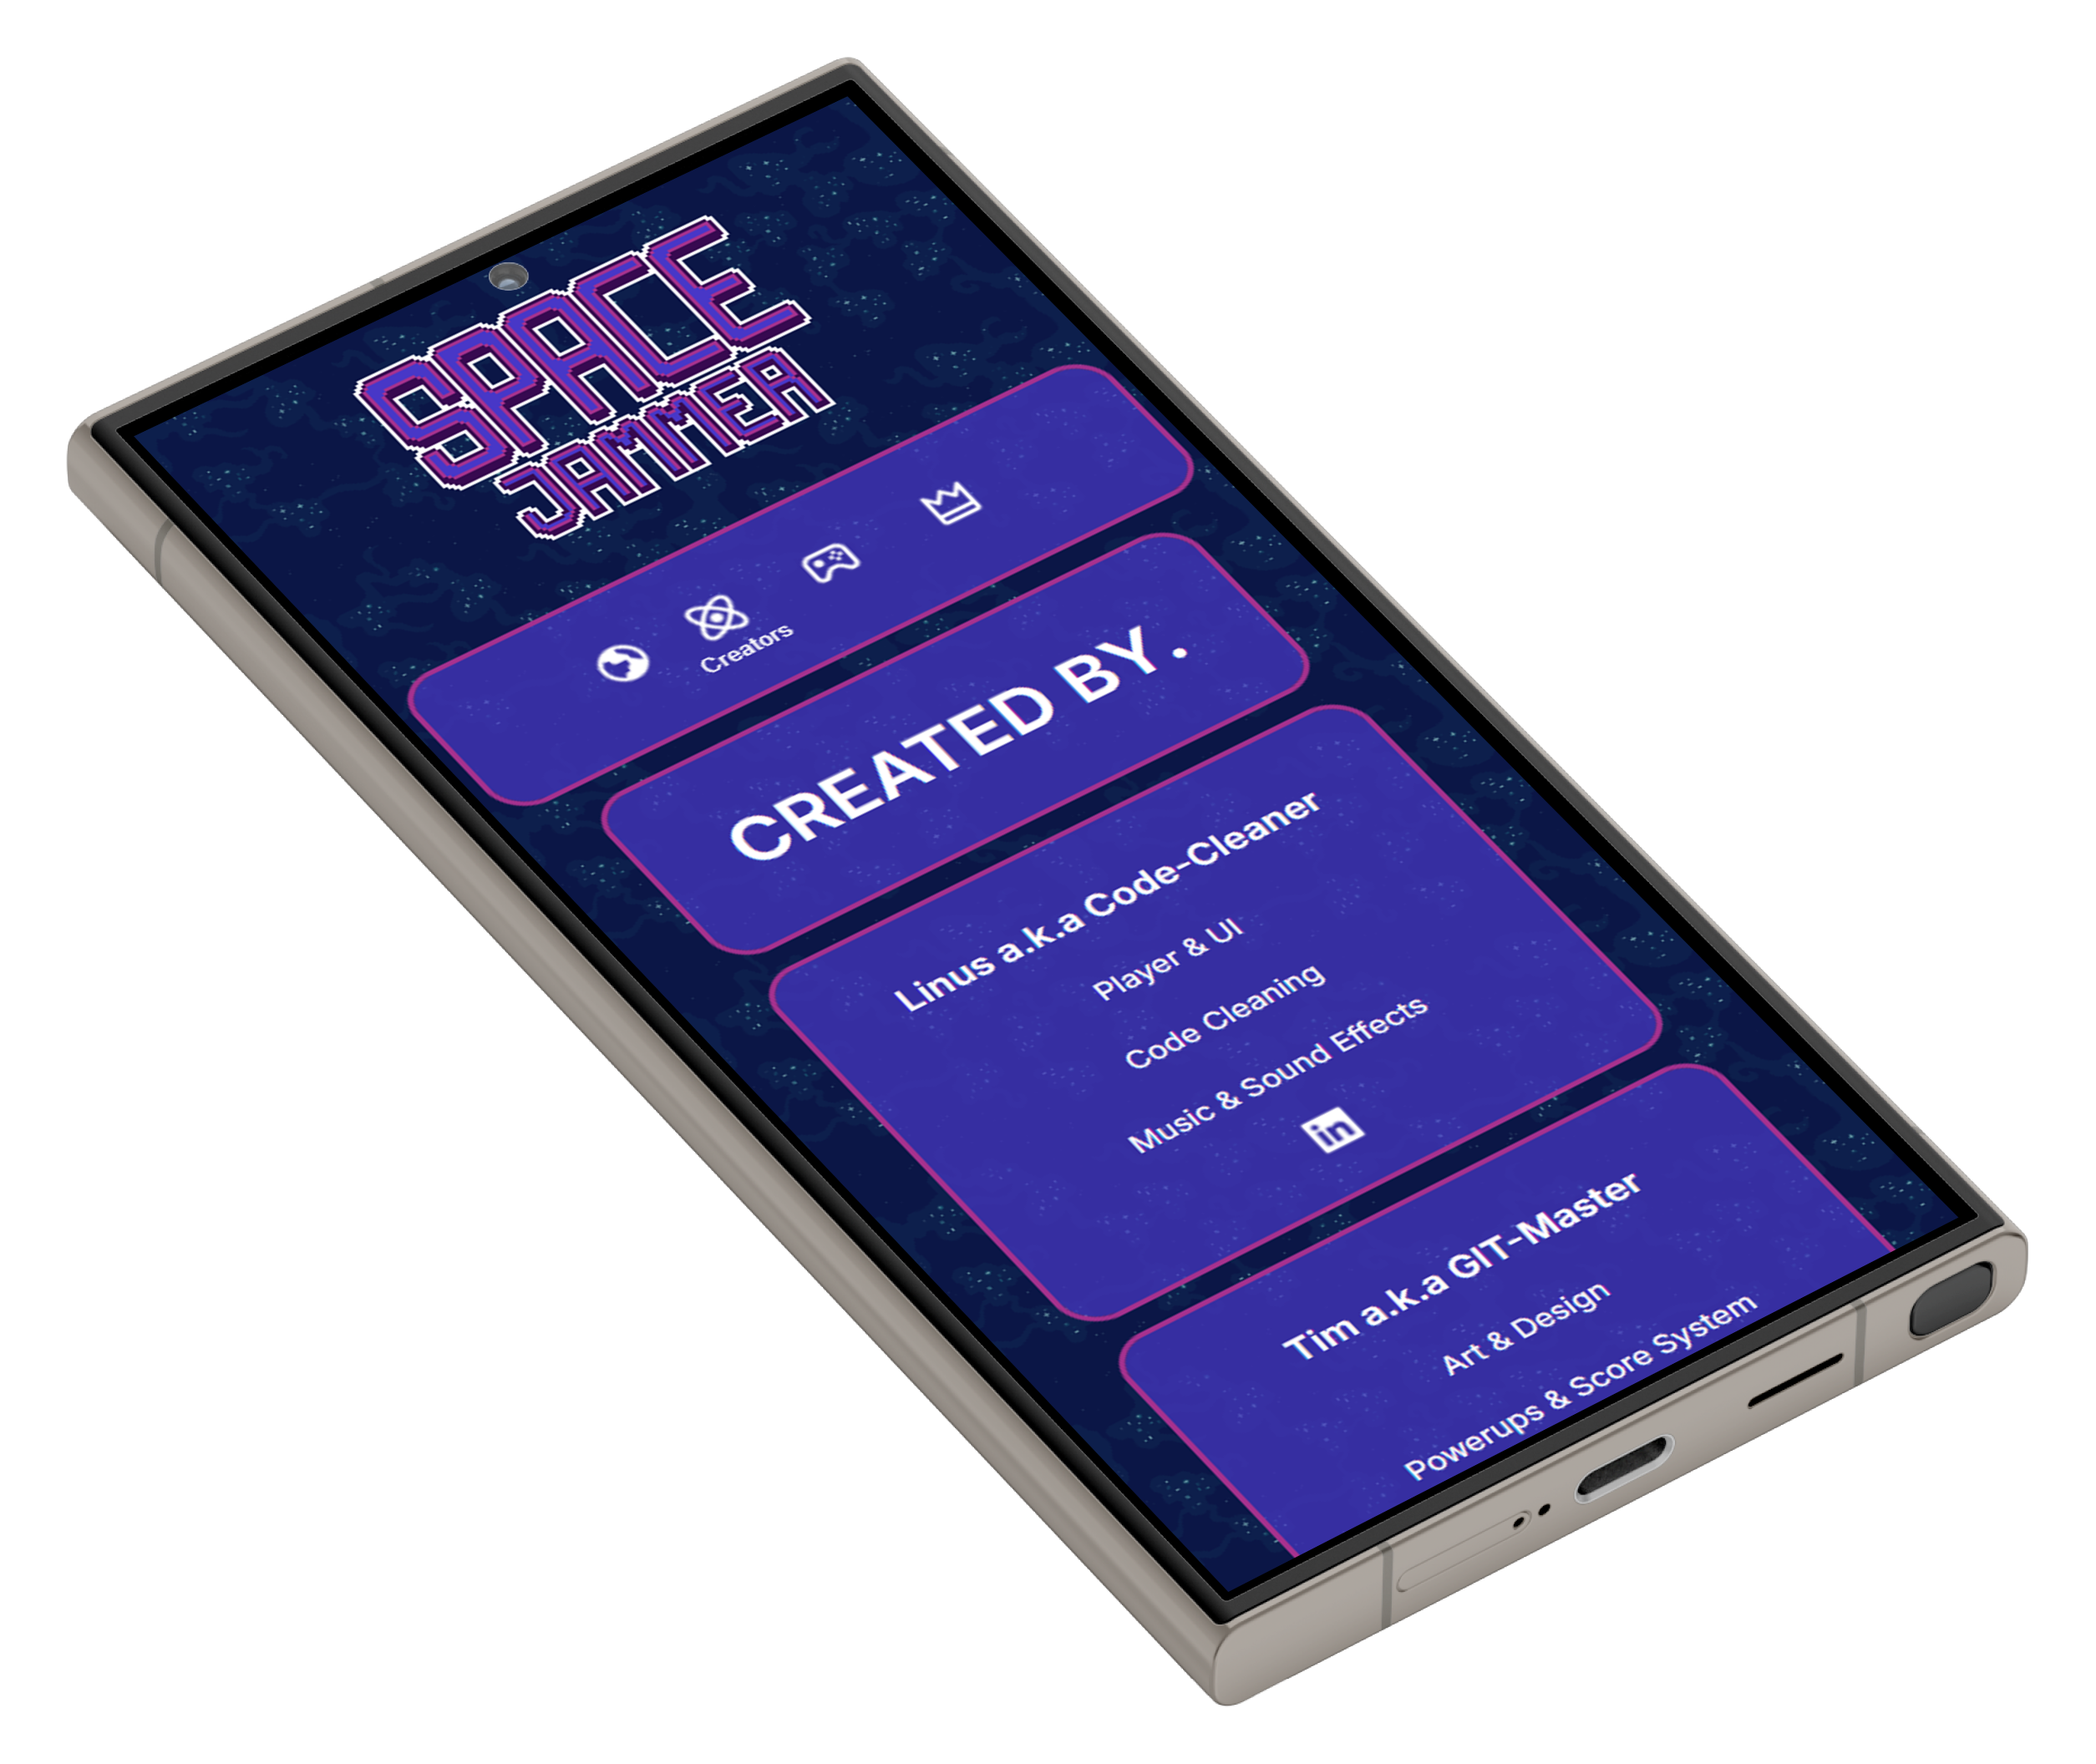 SPACE
JAMMER
Creators
CREATED BY.
Linus a.k.a Code-Cleaner
Player & UI
Code Cleaning
Music & Sound Effects
in
Tim a.k.a GIT-Master
Art & Design
Powerups & Score System